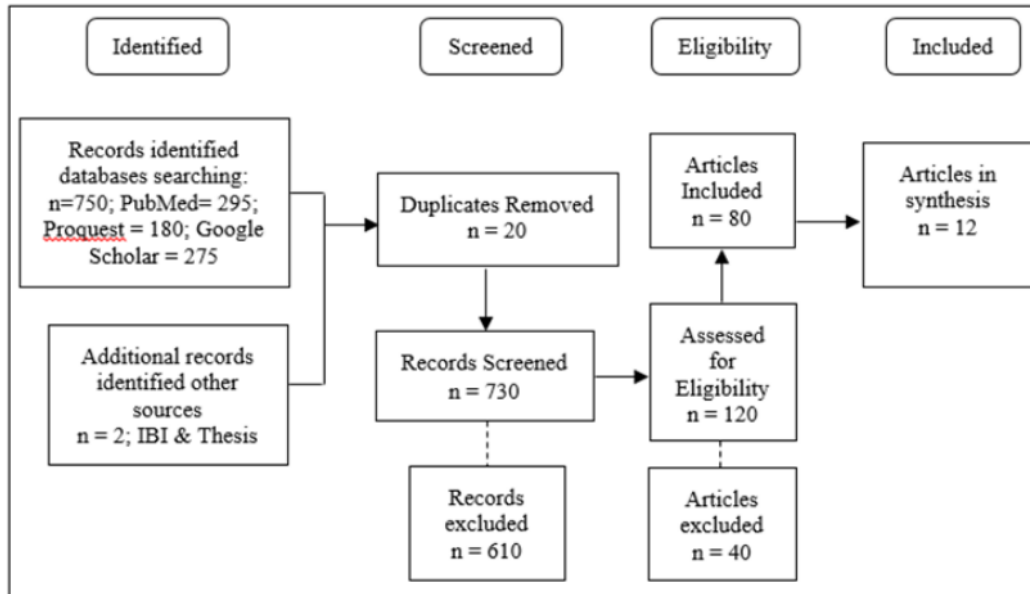 Identified
Screened
Eligibility
Included
Records identified
databases searching:
n=750; PubMed= 295;
Proquest = 180; Google
Scholar = 275
Additional records
identified other
sources
n = 2; IBI & Thesis
Duplicates Removed
n = 20
Records Screened
n = 730
Records
excluded
n = 610
Articles
Included
n = 80
Assessed
for
Eligibility
n = 120
Articles
excluded
n = 40
Articles in
synthesis
n = 12